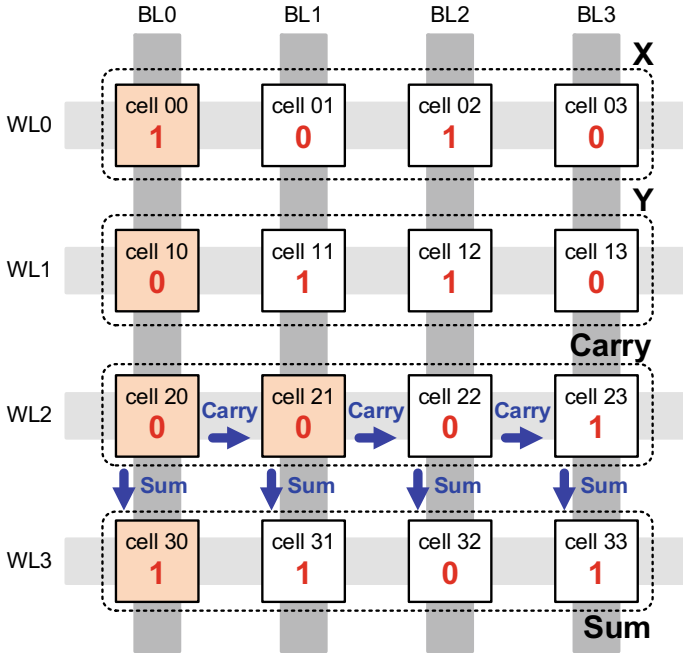 BL0 BL1 BL2 BL3
X
WL0
cell 00 cell 01 cell 02 cell 03
1 0 1 0
Y
WL1
cell 10 cell 11 cell 12 cell 13
0 1 1 0
Carry
WL2
cell 20 cell 21 cell 22 cell 23
Carry Carry Carry
0 0 0 1
Sum Sum Sum Sum
WL3
cell 30 cell 31 cell 32 cell 33
1 1 0 1
Sum